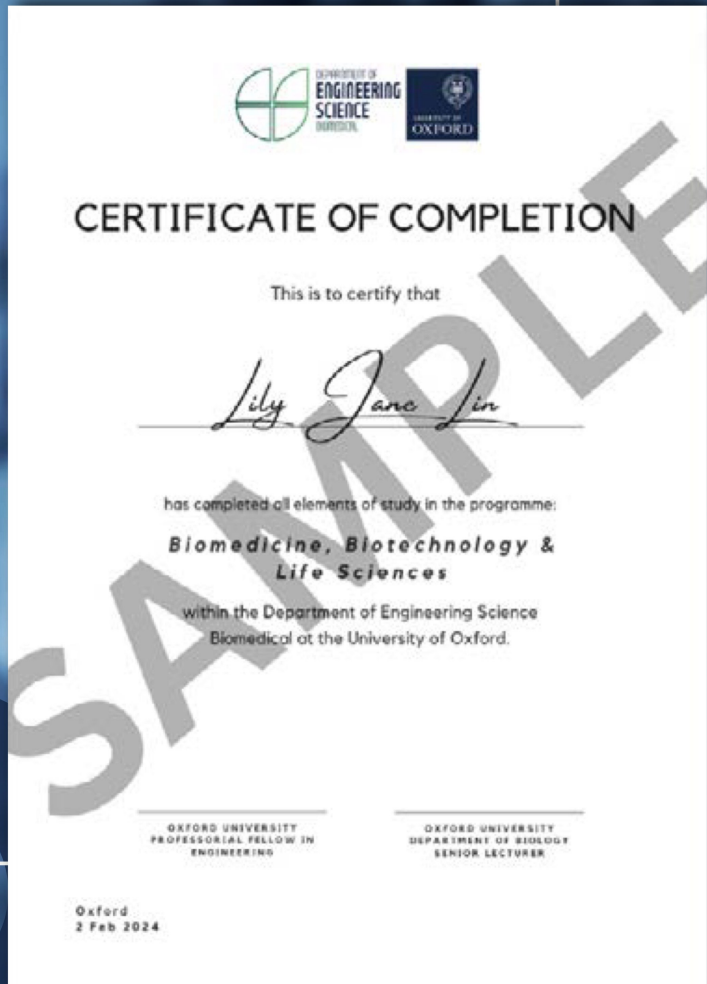 DEPARTMENT OF
ENGINEERING
SCIENCE
BIOMEDICAL
UNIVERSITY OF
OXFORD
CERTIFICATE OF COMPLETION
This is to certify that
Lily Jane Lin
has completed all elements of study in the programme:
Biomedicine, Biotechnology &
Life Sciences
within the Department of Engineering Science
Biomedical at the University of Oxford.
SAMPLE
OXFORD UNIVERSITY
PROFESSORIAL FELLOW IN
ENGINEERING
OXFORD UNIVERSITY
DEPARTMENT OF BIOLOGY
SENIOR LECTURER
Oxford
2 Feb 2024